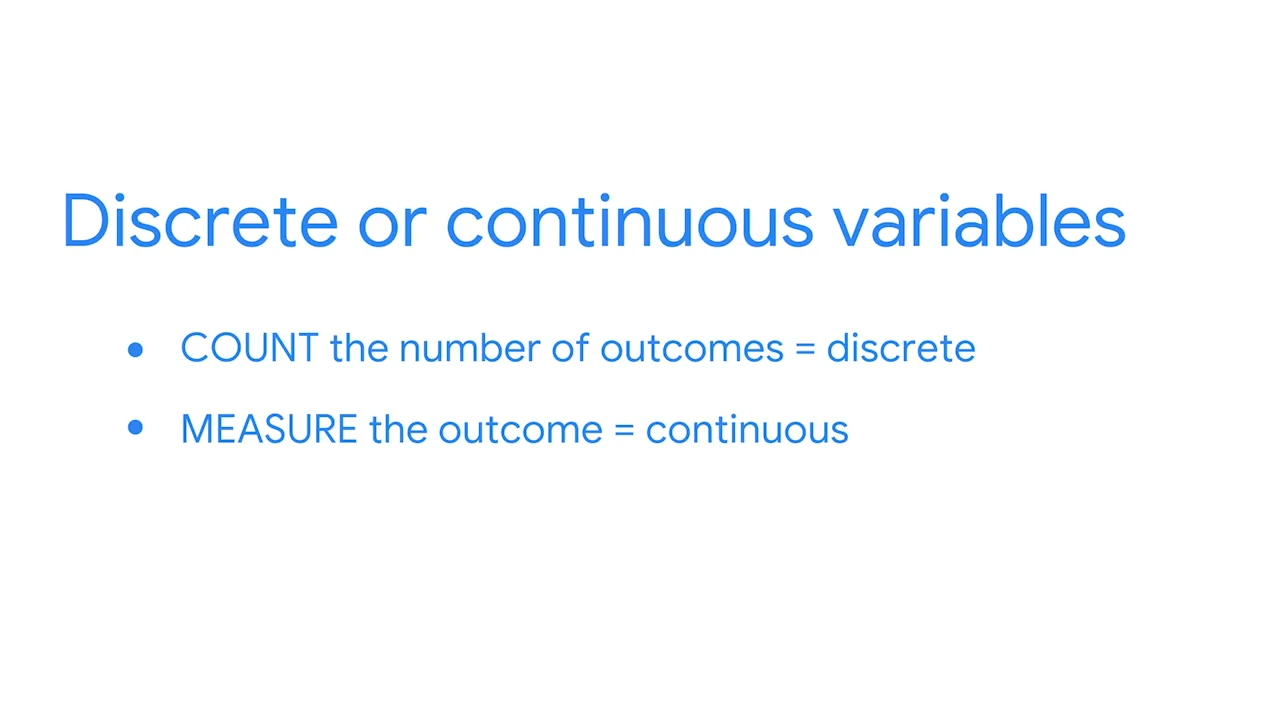 Discrete or continuous variables
• COUNT the number of outcomes = discrete
• MEASURE the outcome = continuous